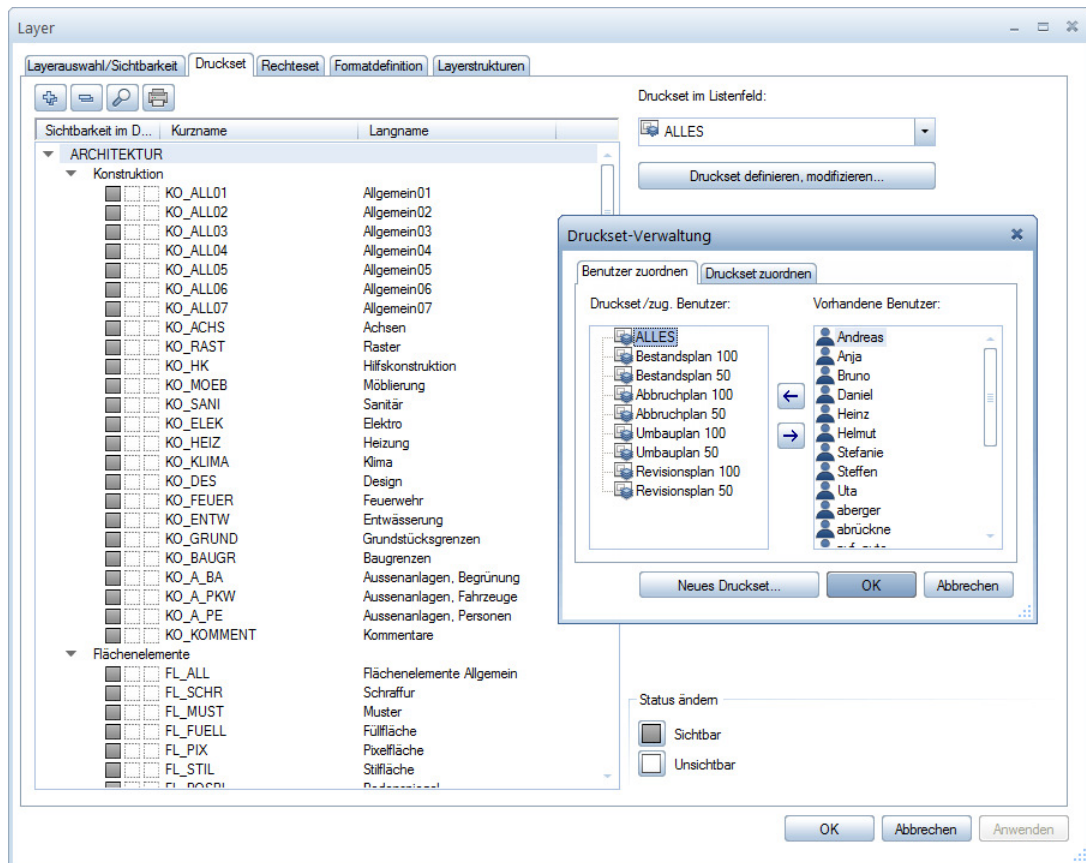 Layer
Layerauswahl/Sichtbarkeit Druckset Rechteset Formatdefinition Layerstrukturen
Sichtbarkeit im D... Kurzname Langname
ARCHITEKTUR
Konstruktion
KO_ALL01 Allgemein01
KO_ALL02 Allgemein02
KO_ALL03 Allgemein03
KO_ALL04 Allgemein04
KO_ALL05 Allgemein05
KO_ALL06 Allgemein06
KO_ALL07 Allgemein07
KO_ACHS Achsen
KO_RAST Raster
KO_HK Hilfskonstruktion
KO_MOEB Möblierung
KO_SANI Sanitär
KO_ELEK Elektro
KO_HEIZ Heizung
KO_KLIMA Klima
KO_DES Design
KO_FEUER Feuerwehr
KO_ENTW Entwässerung
KO_GRUND Grundstücksgrenzen
KO_BAUGR Baugrenzen
KO_A_BA Aussenanlagen, Begrünung
KO_A_PKW Aussenanlagen, Fahrzeuge
KO_A_PE Aussenanlagen, Personen
KO_KOMMENT Kommentare
Flächenelemente
FL_ALL Flächenelemente Allgemein
FL_SCHR Schraffur
FL_MUST Muster
FL_FUELL Füllfläche
FL_PIX Pixelfläche
FL_STIL Stilfläche
Druckset im Listenfeld:
ALLES
Druckset definieren, modifizieren...
Druckset-Verwaltung
Benutzer zuordnen Druckset zuordnen
Druckset/zug. Benutzer:
ALLES
Bestandsplan 100
Bestandsplan 50
Abbruchplan 100
Abbruchplan 50
Umbauplan 100
Umbauplan 50
Revisionsplan 100
Revisionsplan 50
Vorhandene Benutzer:
Andreas
Anja
Bruno
Daniel
Heinz
Helmut
Stefanie
Steffen
Uta
aberger
abrückne
Neues Druckset... OK Abbrechen
Status ändern
Sichtbar
Unsichtbar
OK Abbrechen Anwenden